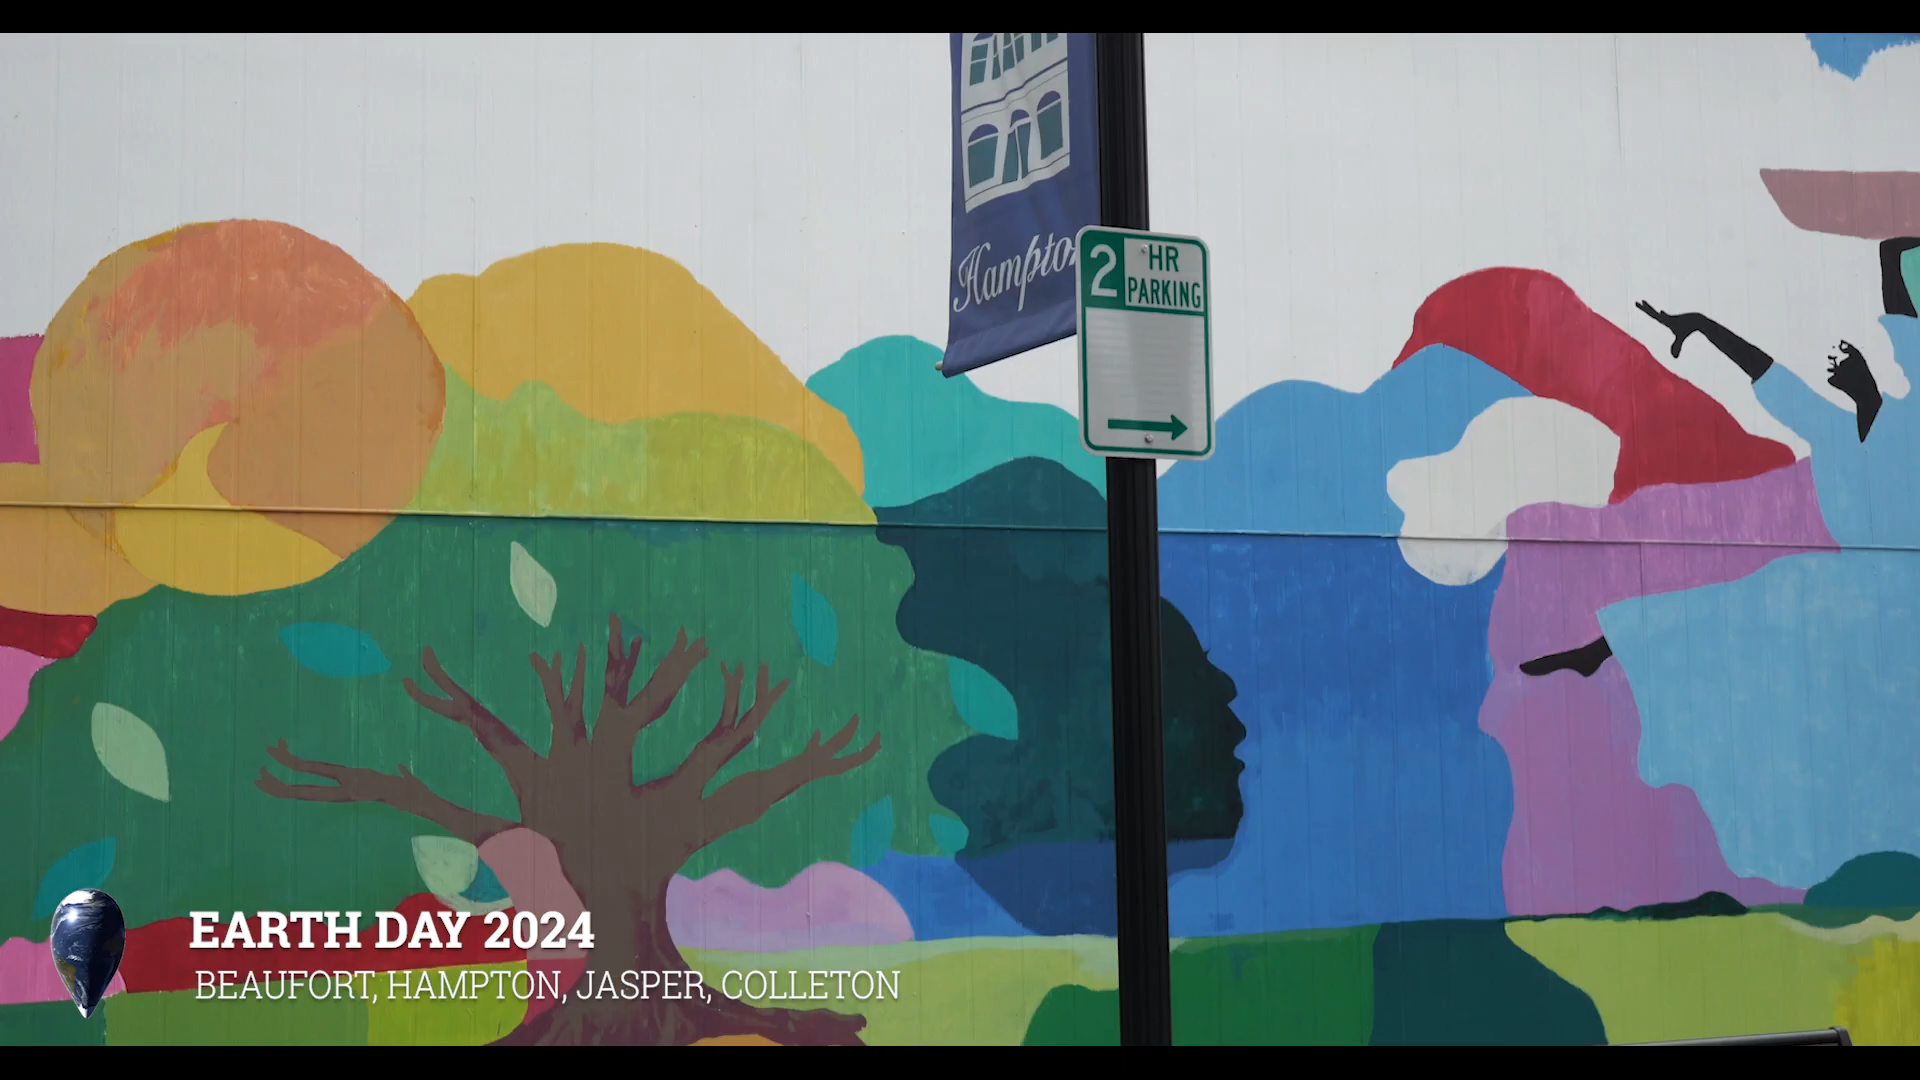 Hampton
2 HR
PARKING
EARTH DAY 2024
BEAUFORT, HAMPTON, JASPER, COLLETON